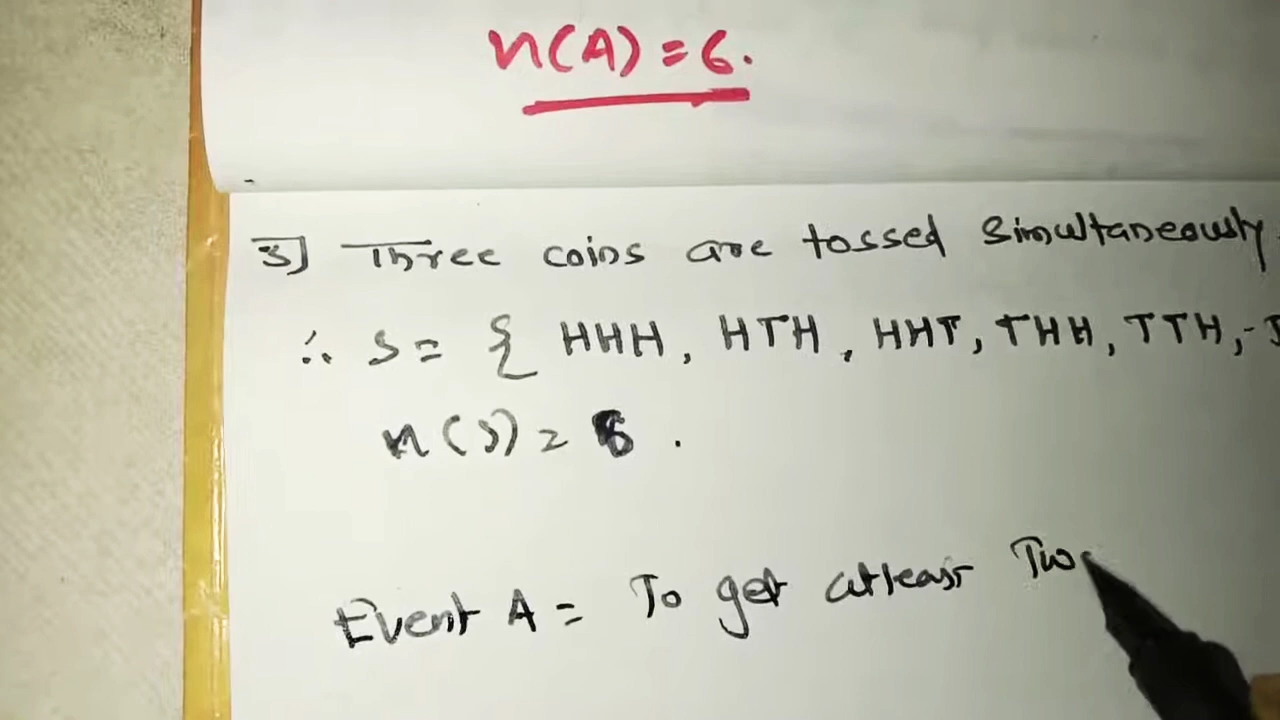 n(A) = 6.
3] Three coins are tossed simultaneously.
∴ S = { HHH, HTH, HHT, THH, TTH,
n(S) = 8 .
Event A = To get atleast Two